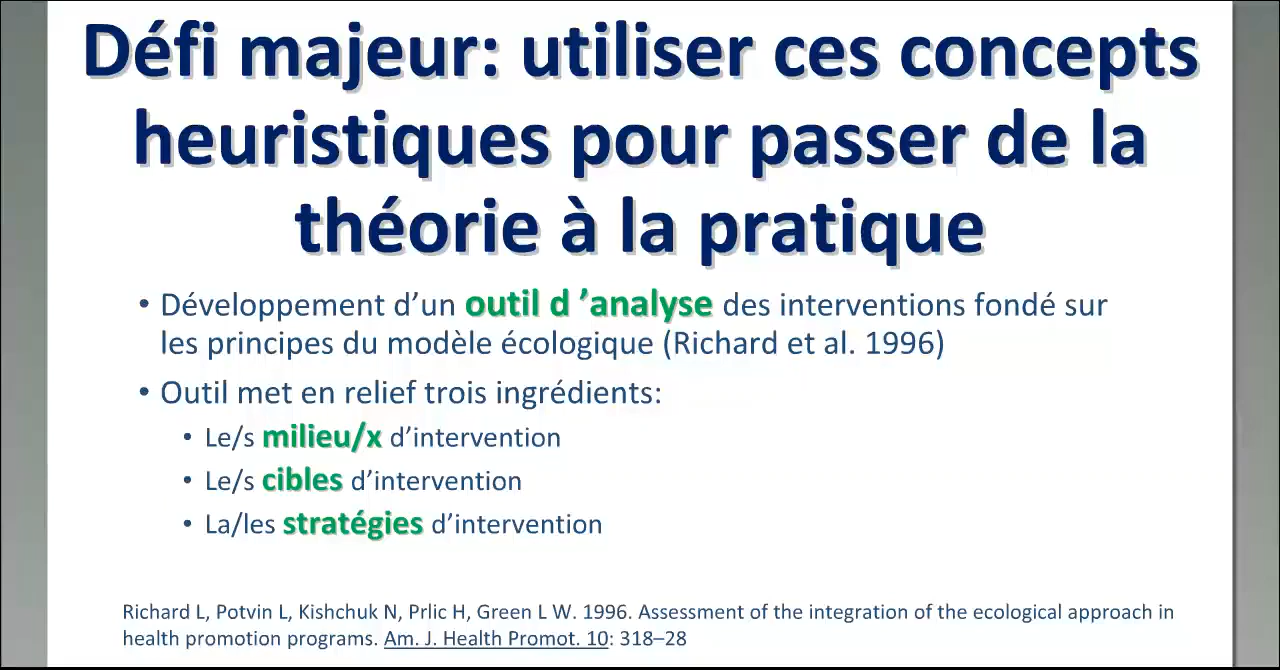 Défi majeur: utiliser ces concepts
heuristiques pour passer de la
théorie à la pratique
• Développement d’un outil d ’analyse des interventions fondé sur
les principes du modèle écologique (Richard et al. 1996)
• Outil met en relief trois ingrédients:
• Le/s milieu/x d’intervention
• Le/s cibles d’intervention
• La/les stratégies d’intervention
Richard L, Potvin L, Kishchuk N, Prlic H, Green L W. 1996. Assessment of the integration of the ecological approach in
health promotion programs. Am. J. Health Promot. 10: 318–28